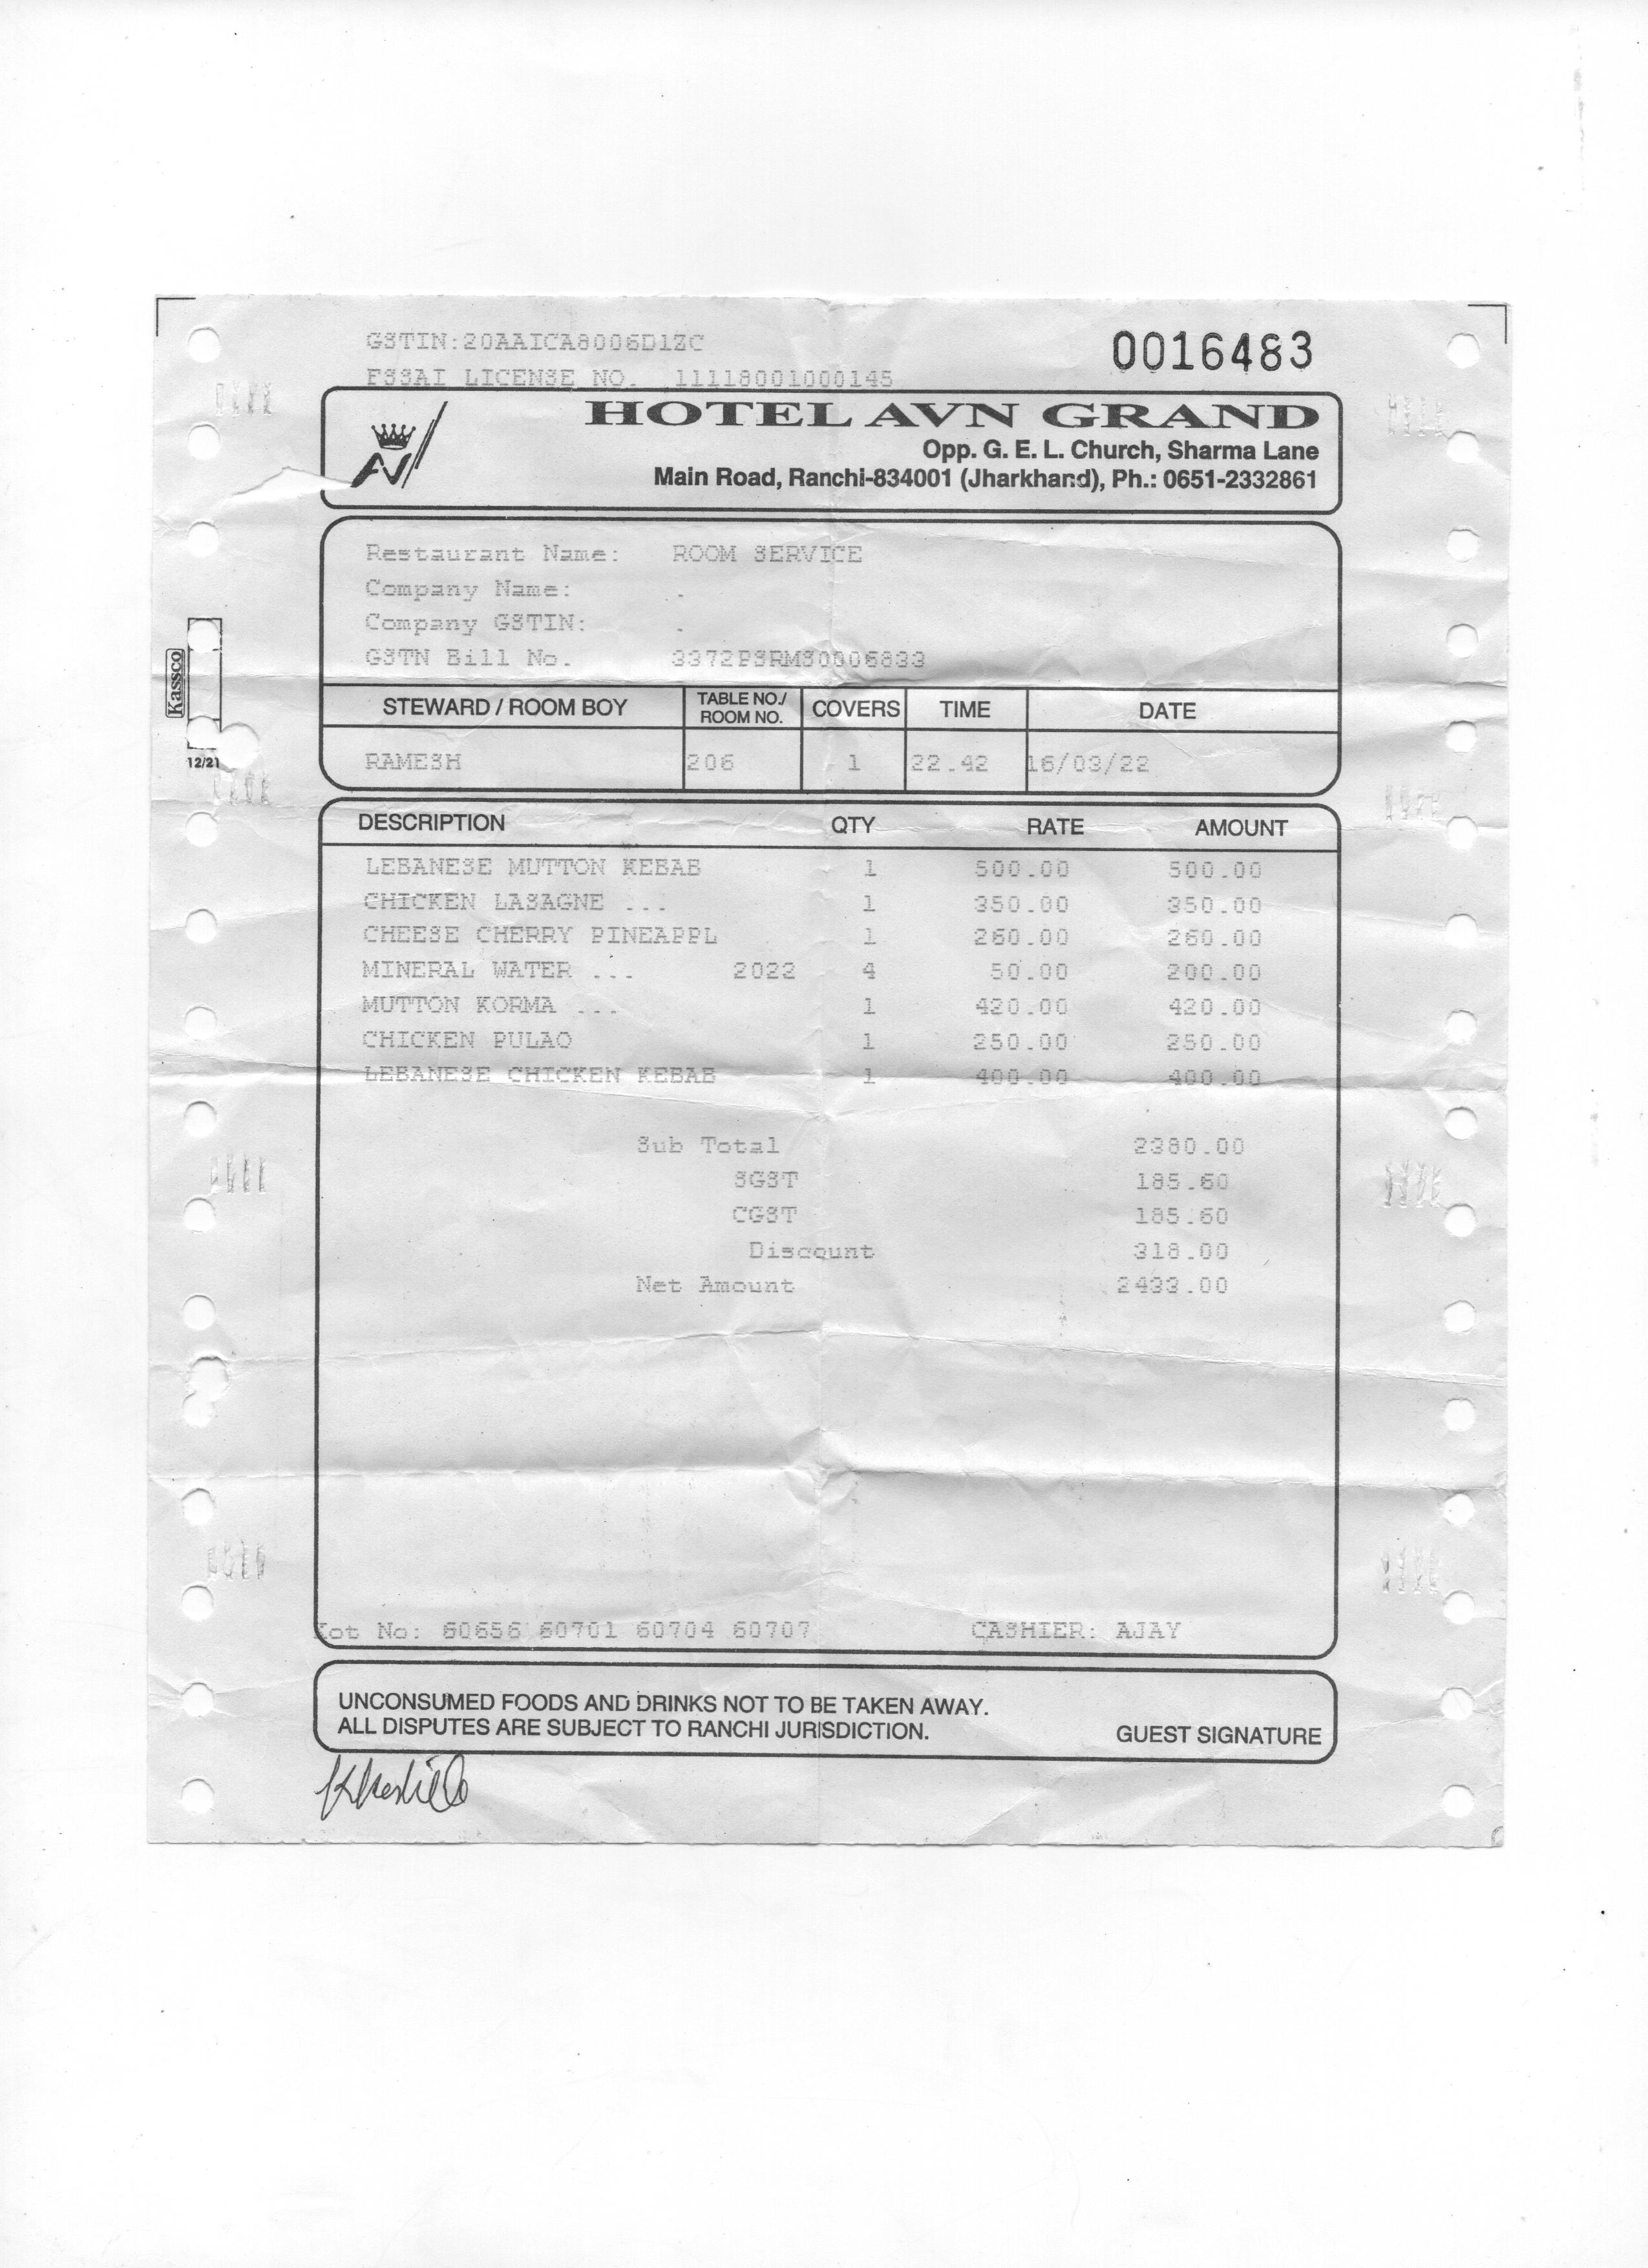 GSTIN:20AAICA8006D1ZC
0016483
FSSAI LICENSE NO. 11118001000145
HOTEL AVN GRAND
Opp. G. E. L. Church, Sharma Lane
Main Road, Ranchi-834001 (Jharkhand), Ph.: 0651-2332861
Restaurant Name: ROOM SERVICE
Company Name: .
Company GSTIN: .
GSTN Bill No. 3372PSRMS0006833
Kassco
12/21
STEWARD / ROOM BOY TABLE NO./ ROOM NO. COVERS TIME DATE
RAMESH 206 1 22.42 16/03/22
DESCRIPTION QTY RATE AMOUNT
LEBANESE MUTTON KEBAB 1 500.00 500.00
CHICKEN LASAGNE ... 1 350.00 350.00
CHEESE CHERRY PINEAPPL 1 260.00 260.00
MINERAL WATER ... 2022 4 50.00 200.00
MUTTON KORMA ... 1 420.00 420.00
CHICKEN PULAO 1 250.00 250.00
LEBANESE CHICKEN KEBAB 1 400.00 400.00
Sub Total 2380.00
SGST 185.60
CGST 185.60
Discount 318.00
Net Amount 2433.00
Kot No: 60656 60701 60704 60707 CASHIER: AJAY
UNCONSUMED FOODS AND DRINKS NOT TO BE TAKEN AWAY.
ALL DISPUTES ARE SUBJECT TO RANCHI JURISDICTION. GUEST SIGNATURE